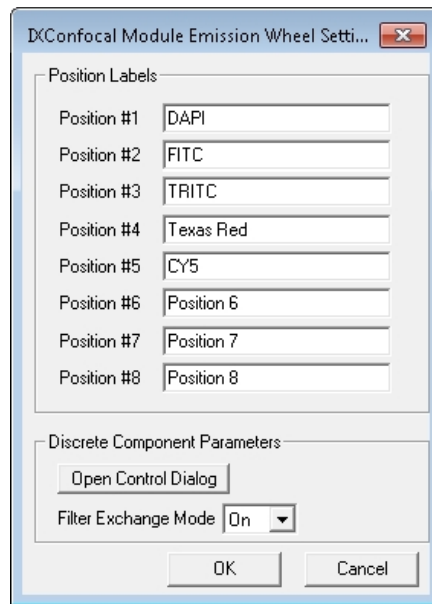 IXConfocal Module Emission Wheel Setti...
Position Labels
Position #1 DAPI
Position #2 FITC
Position #3 TRITC
Position #4 Texas Red
Position #5 CY5
Position #6 Position 6
Position #7 Position 7
Position #8 Position 8
Discrete Component Parameters
Open Control Dialog
Filter Exchange Mode On
OK Cancel